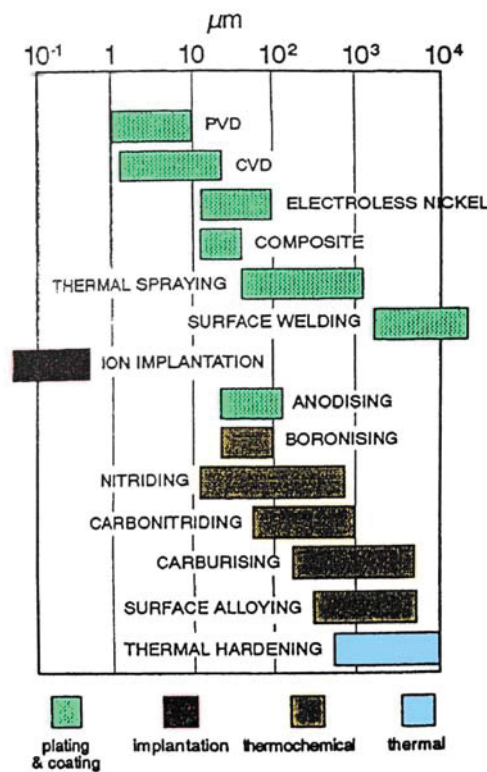 μm
10⁻¹ 1 10 10² 10³ 10⁴
PVD
CVD
ELECTROLESS NICKEL
COMPOSITE
THERMAL SPRAYING
SURFACE WELDING
ION IMPLANTATION
ANODISING
BORONISING
NITRIDING
CARBONITRIDING
CARBURISING
SURFACE ALLOYING
THERMAL HARDENING
plating & coating
implantation
thermochemical
thermal